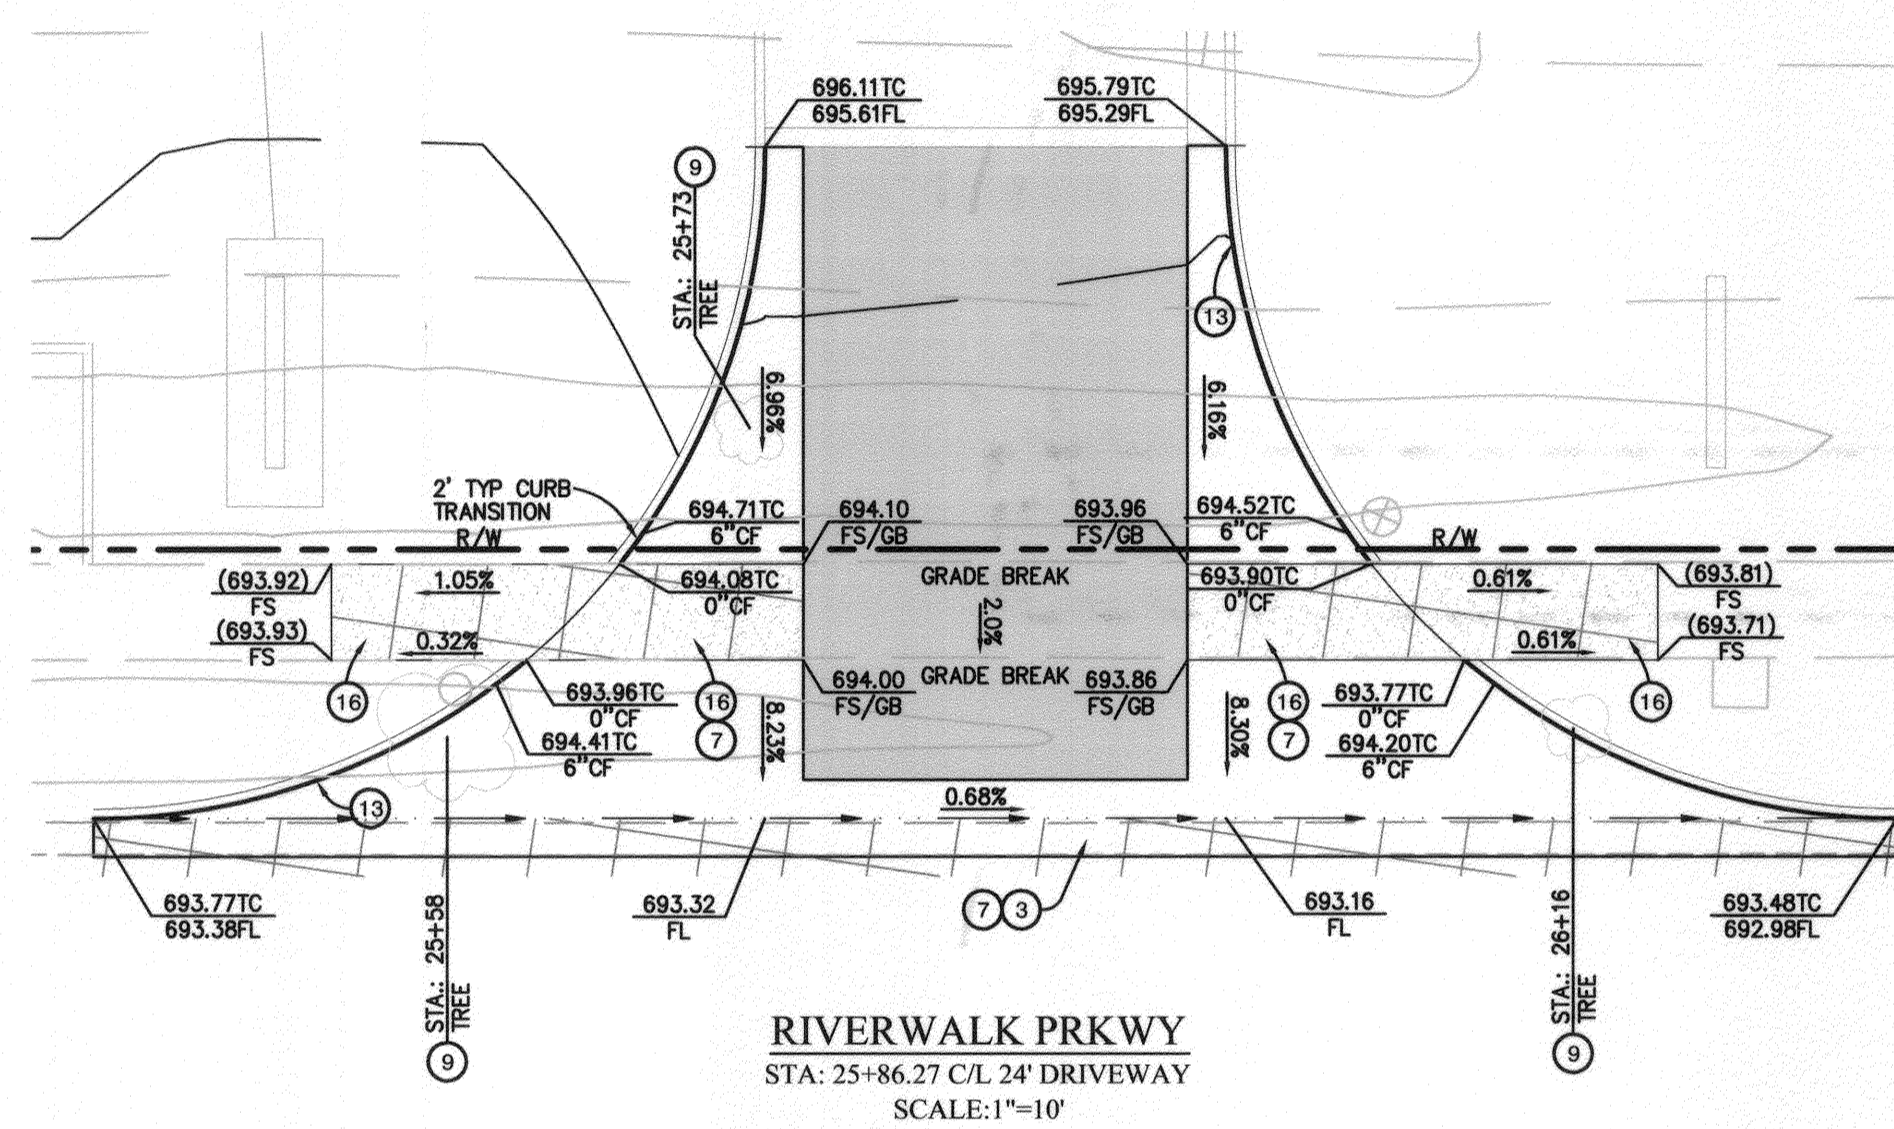 696.11TC
695.61FL
695.79TC
695.29FL
9
STA.: 25+73
TREE
13
6.96%
6.16%
2' TYP CURB
TRANSITION
R/W
694.71TC
6"CF
694.10
FS/GB
693.96
FS/GB
694.52TC
6"CF
R/W
(693.92)
FS
1.05%
694.08TC
0"CF
GRADE BREAK
693.90TC
0"CF
0.61%
(693.81)
FS
2.0%
(693.93)
FS
0.32%
0.61%
(693.71)
FS
16
693.96TC
0"CF
16
7
694.00
FS/GB
GRADE BREAK
693.86
FS/GB
16
7
693.77TC
0"CF
16
8.23%
8.30%
694.41TC
6"CF
694.20TC
6"CF
13
0.68%
693.77TC
693.38FL
STA.: 25+58
TREE
9
693.32
FL
7
3
693.16
FL
STA.: 26+16
TREE
9
693.48TC
692.98FL
RIVERWALK PRKWY
STA: 25+86.27 C/L 24' DRIVEWAY
SCALE:1"=10'